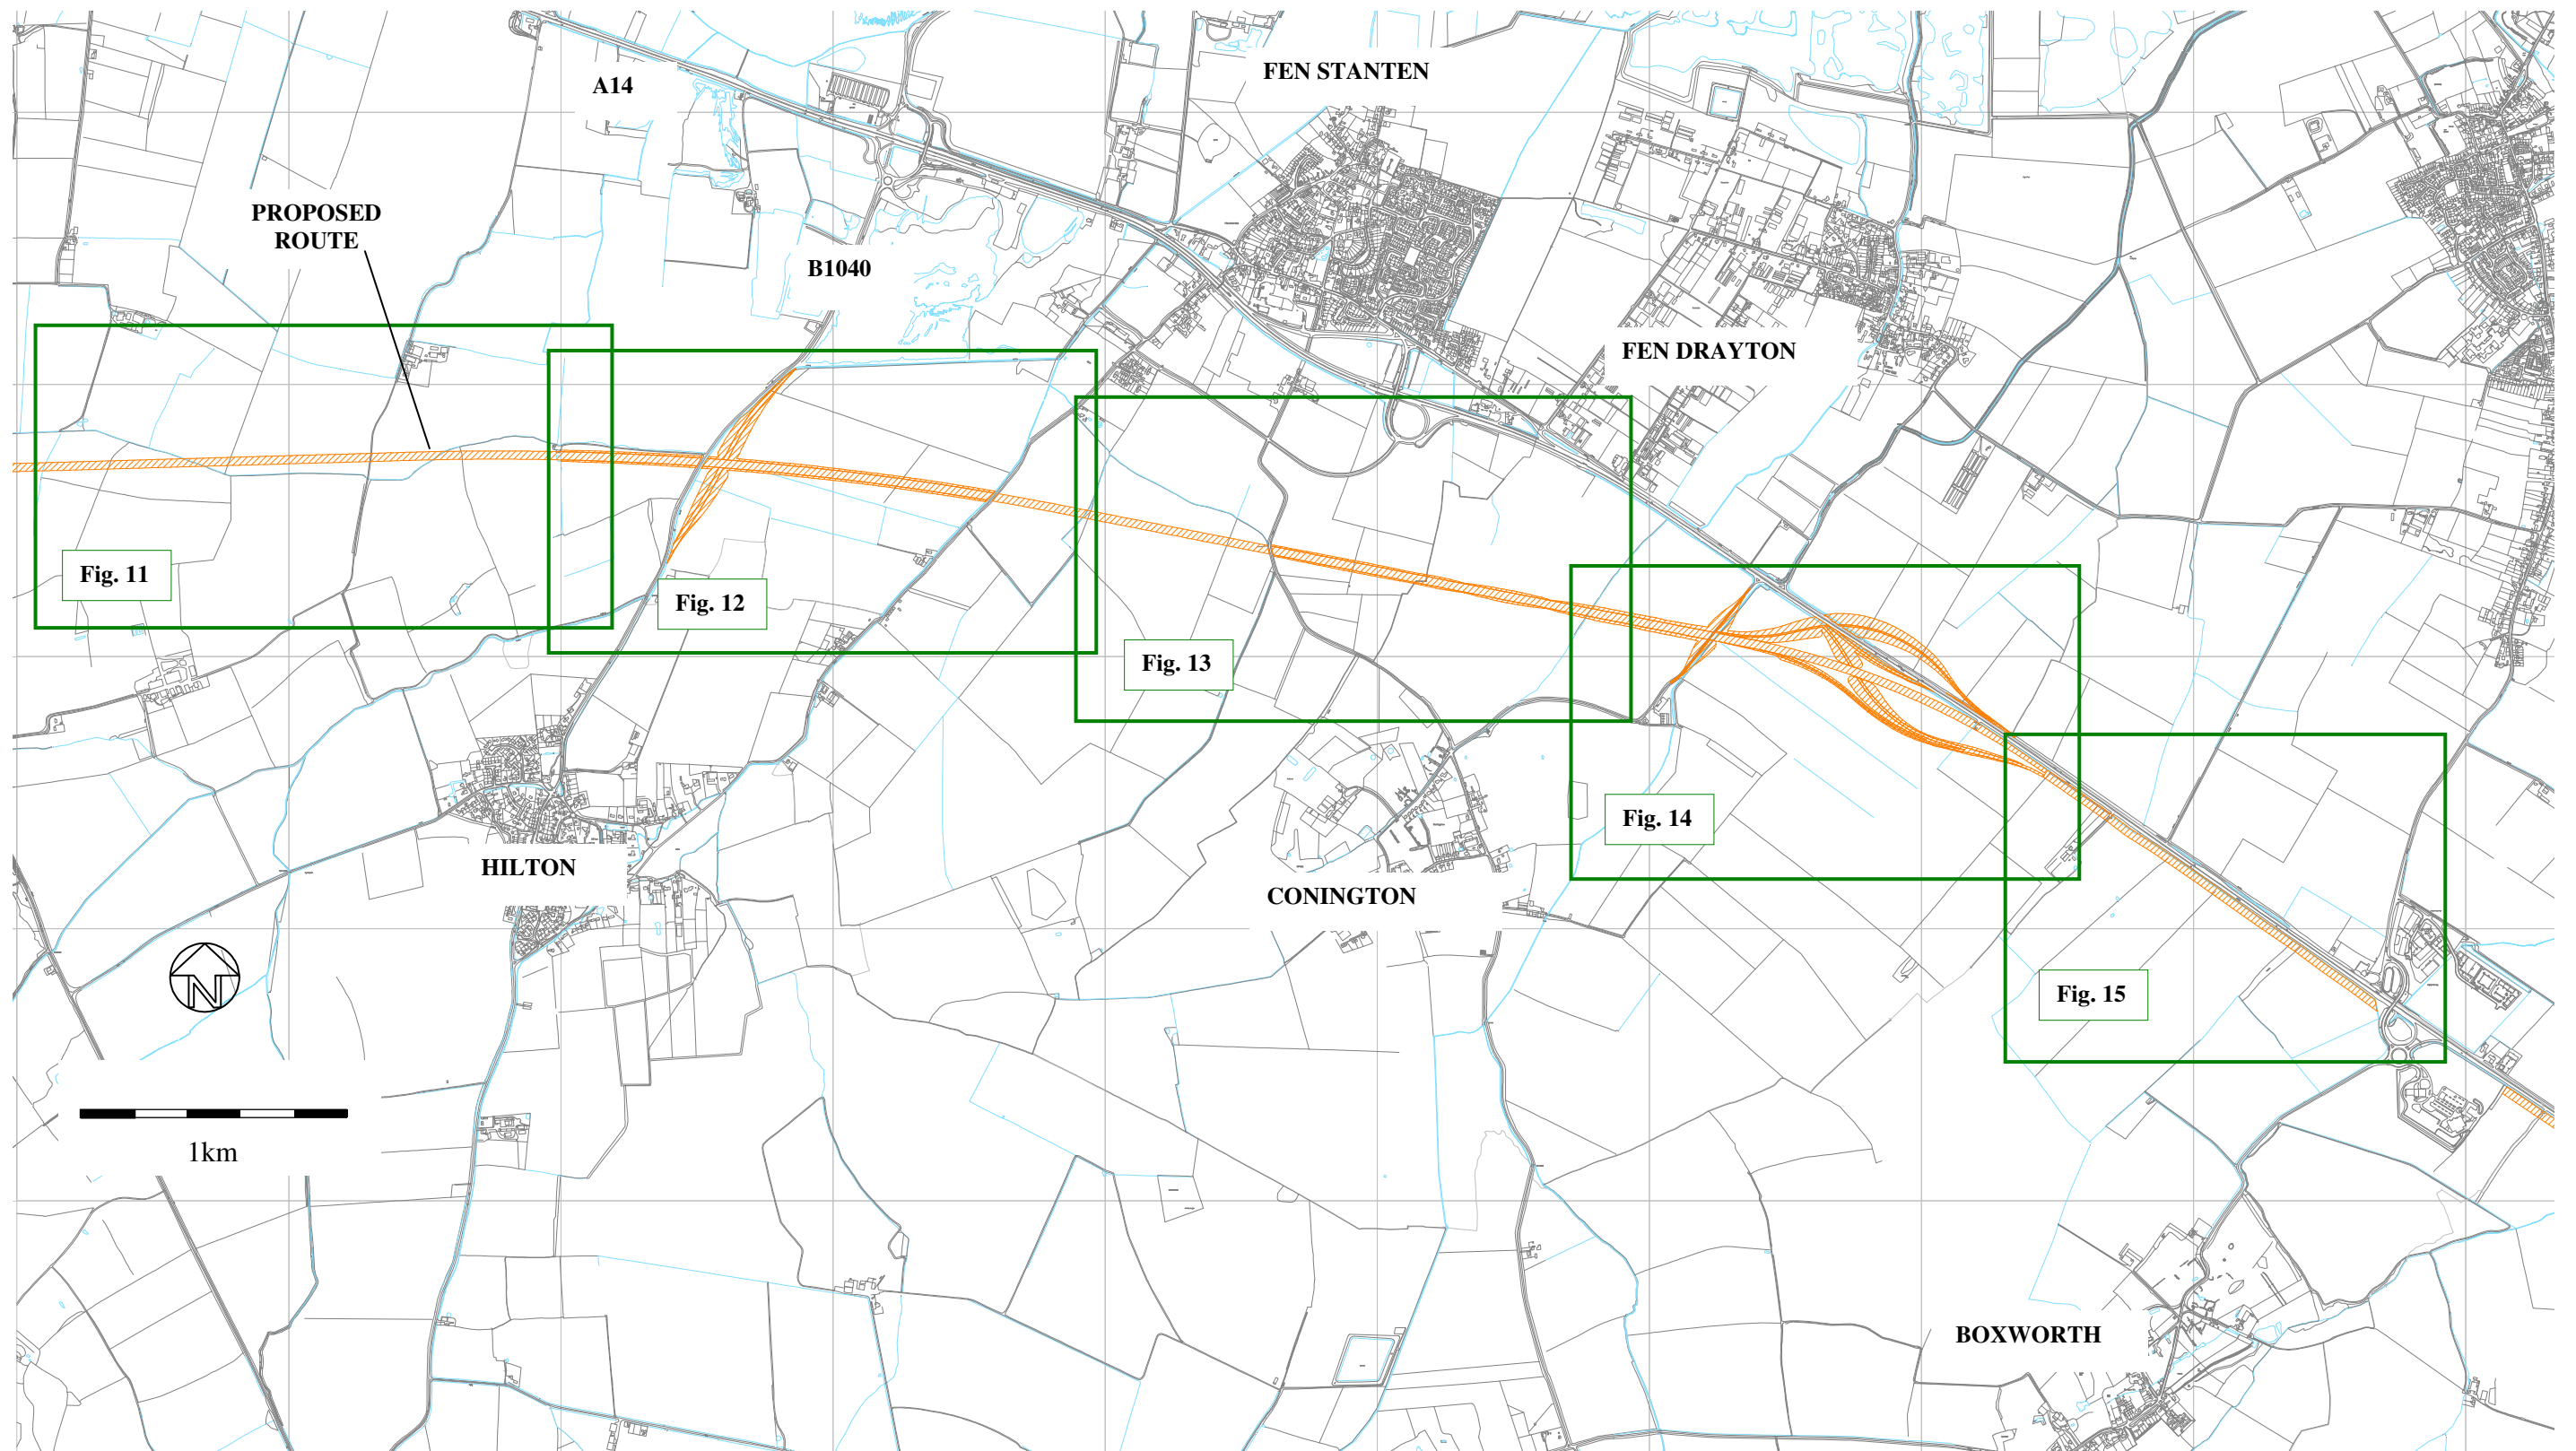 FEN STANTEN
A14
PROPOSED
ROUTE
B1040
FEN DRAYTON
Fig. 11
Fig. 12
Fig. 13
Fig. 14
HILTON
CONINGTON
N
Fig. 15
1km
BOXWORTH